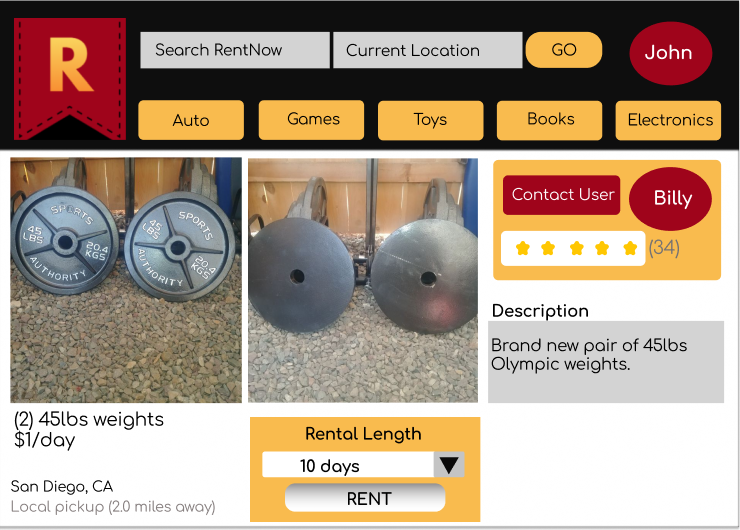 R
Search RentNow
Current Location
GO
John
Auto
Games
Toys
Books
Electronics
SPORTS
45
LBS
20.4
KGS
AUTHORITY
SPORTS
45
LBS
20.4
KGS
AUTHORITY
Contact User
Billy
(34)
Description
Brand new pair of 45lbs
Olympic weights.
(2) 45lbs weights
$1/day
San Diego, CA
Local pickup (2.0 miles away)
Rental Length
10 days
RENT